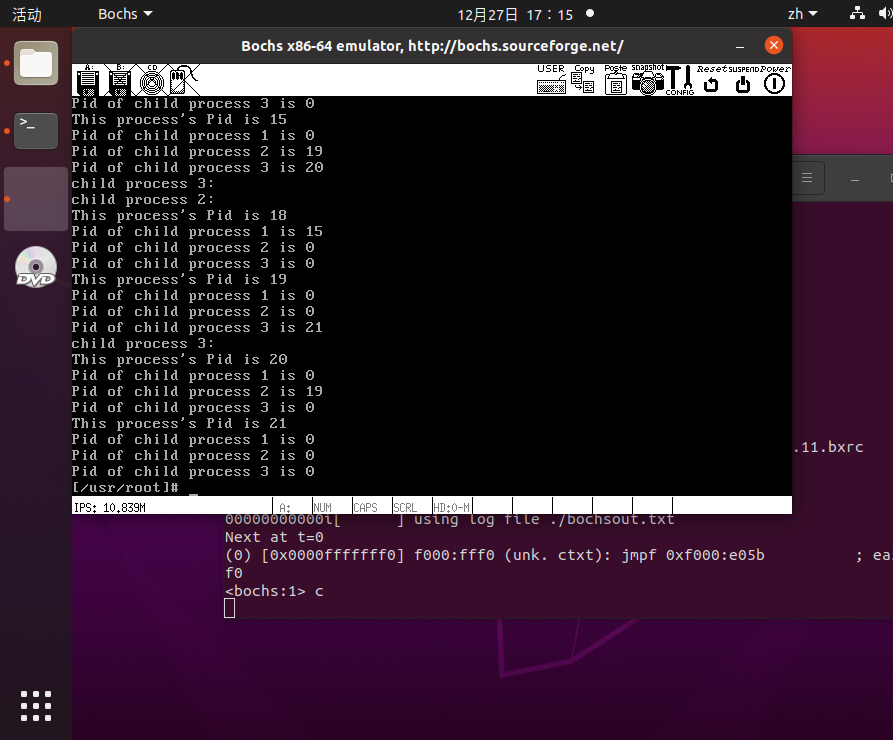 活动
Bochs
12月27日 17：15
zh
Bochs x86-64 emulator, http://bochs.sourceforge.net/
A: B: CD USER Copy Paste snapshot CONFIG Reset SUSPEND Power
Pid of child process 3 is 0
This process's Pid is 15
Pid of child process 1 is 0
Pid of child process 2 is 19
Pid of child process 3 is 20
child process 3:
child process 2:
This process's Pid is 18
Pid of child process 1 is 15
Pid of child process 2 is 0
Pid of child process 3 is 0
This process's Pid is 19
Pid of child process 1 is 0
Pid of child process 2 is 0
Pid of child process 3 is 21
child process 3:
This process's Pid is 20
Pid of child process 1 is 0
Pid of child process 2 is 19
Pid of child process 3 is 0
This process's Pid is 21
Pid of child process 1 is 0
Pid of child process 2 is 0
Pid of child process 3 is 0
[/usr/root]# _
IPS: 10.839M A: NUM CAPS SCRL HD:0-M
.11.bxrc
00000000000i[ ] using log file ./bochsout.txt
Next at t=0
(0) [0x0000fffffff0] f000:fff0 (unk. ctxt): jmpf 0xf000:e05b ; ea
f0
<bochs:1> c
DVD